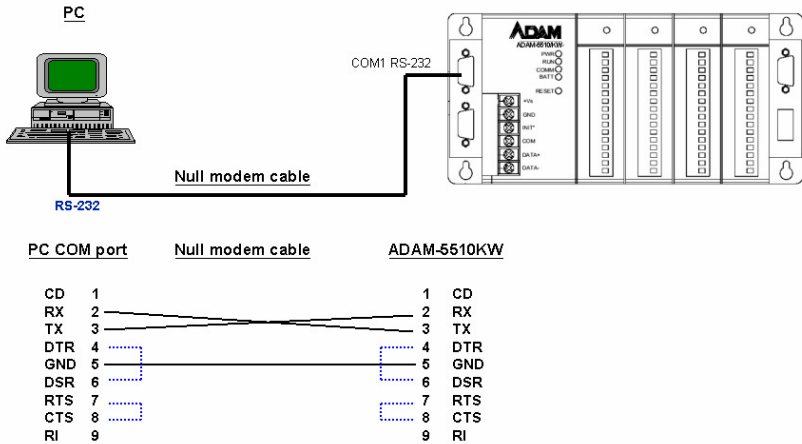 PC
COM1 RS-232
ADAM
ADAM-5510/KW-
PWR
RUN
COMM
BATT
RESET
+Vs
GND
INIT*
COM
DATA+
DATA-
Null modem cable
RS-232
PC COM port Null modem cable ADAM-5510KW
CD 1 1 CD
RX 2 2 RX
TX 3 3 TX
DTR 4 4 DTR
GND 5 5 GND
DSR 6 6 DSR
RTS 7 7 RTS
CTS 8 8 CTS
RI 9 9 RI